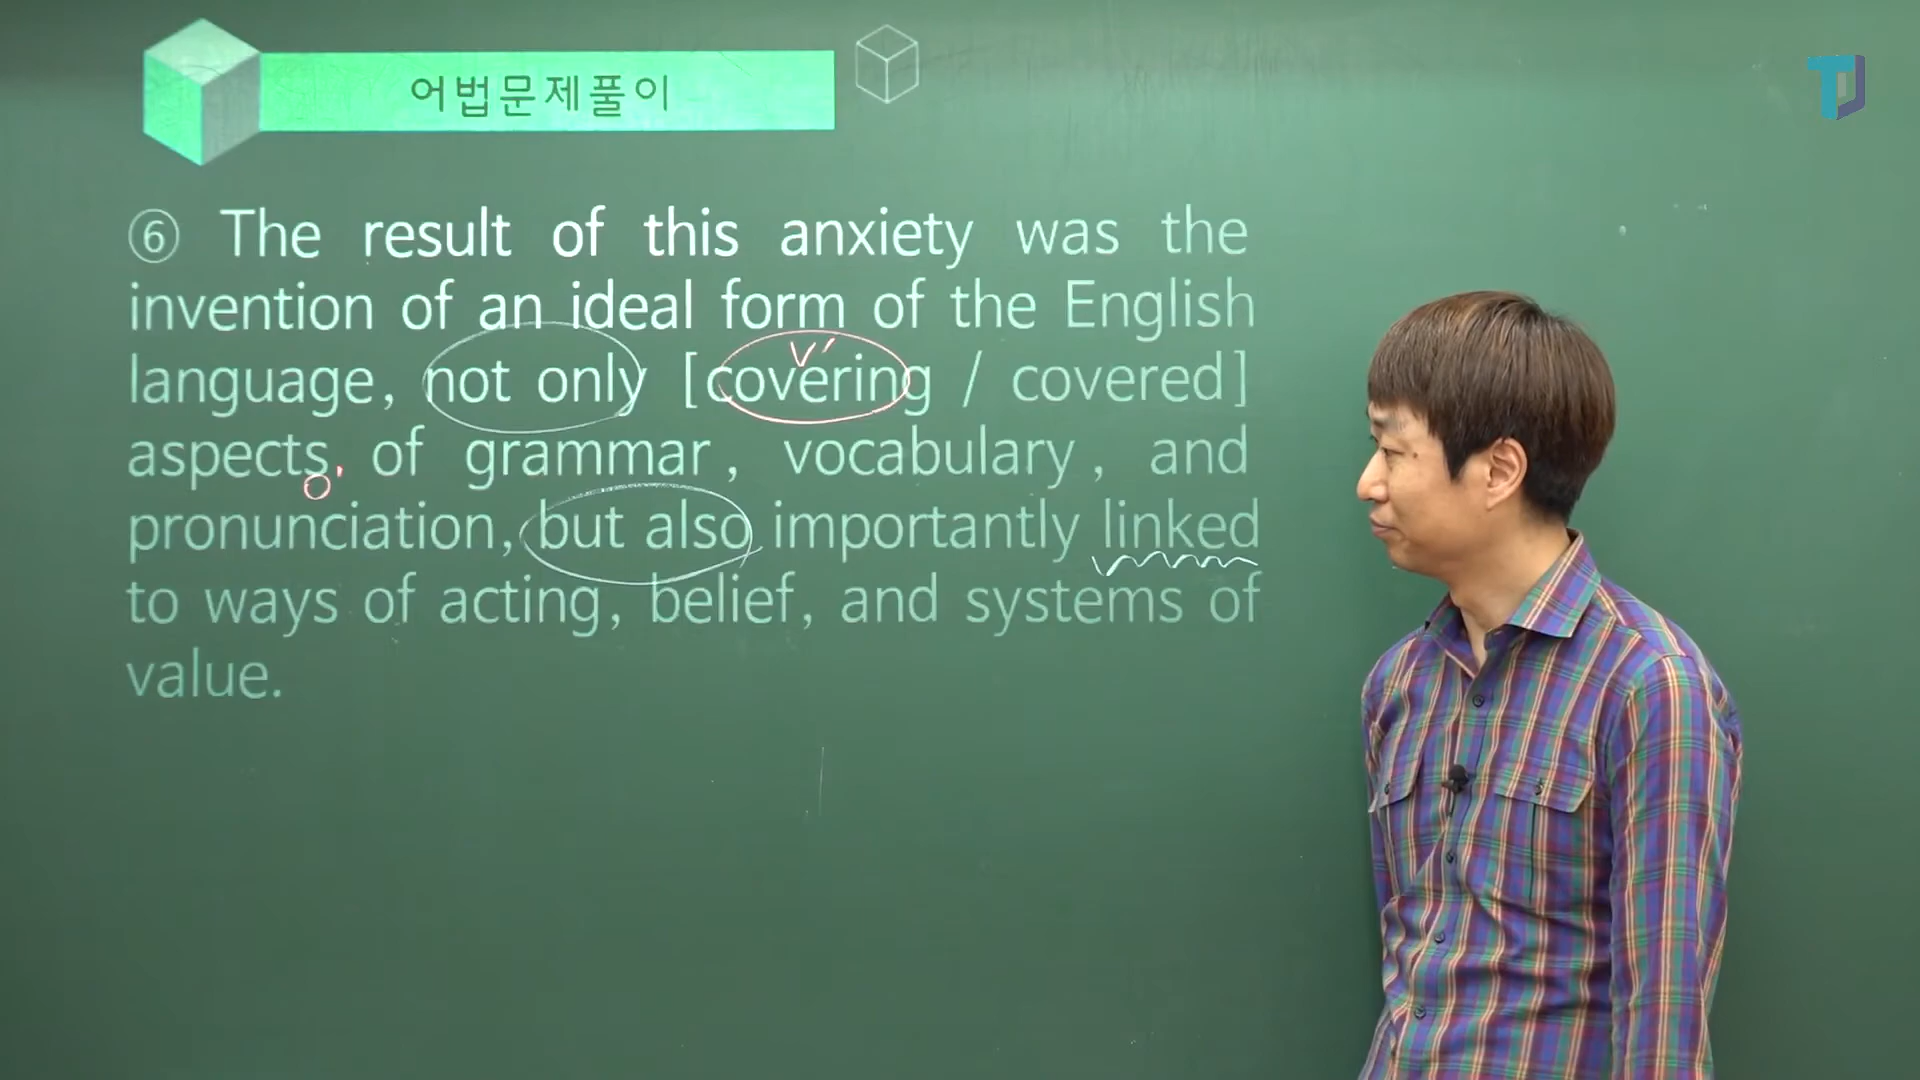 어법문제풀이
⑥ The result of this anxiety was the
invention of an ideal form of the English
language, not only [covering / covered]
V'
aspects of grammar, vocabulary, and
O'
pronunciation, but also importantly linked
to ways of acting, belief, and systems of
value.